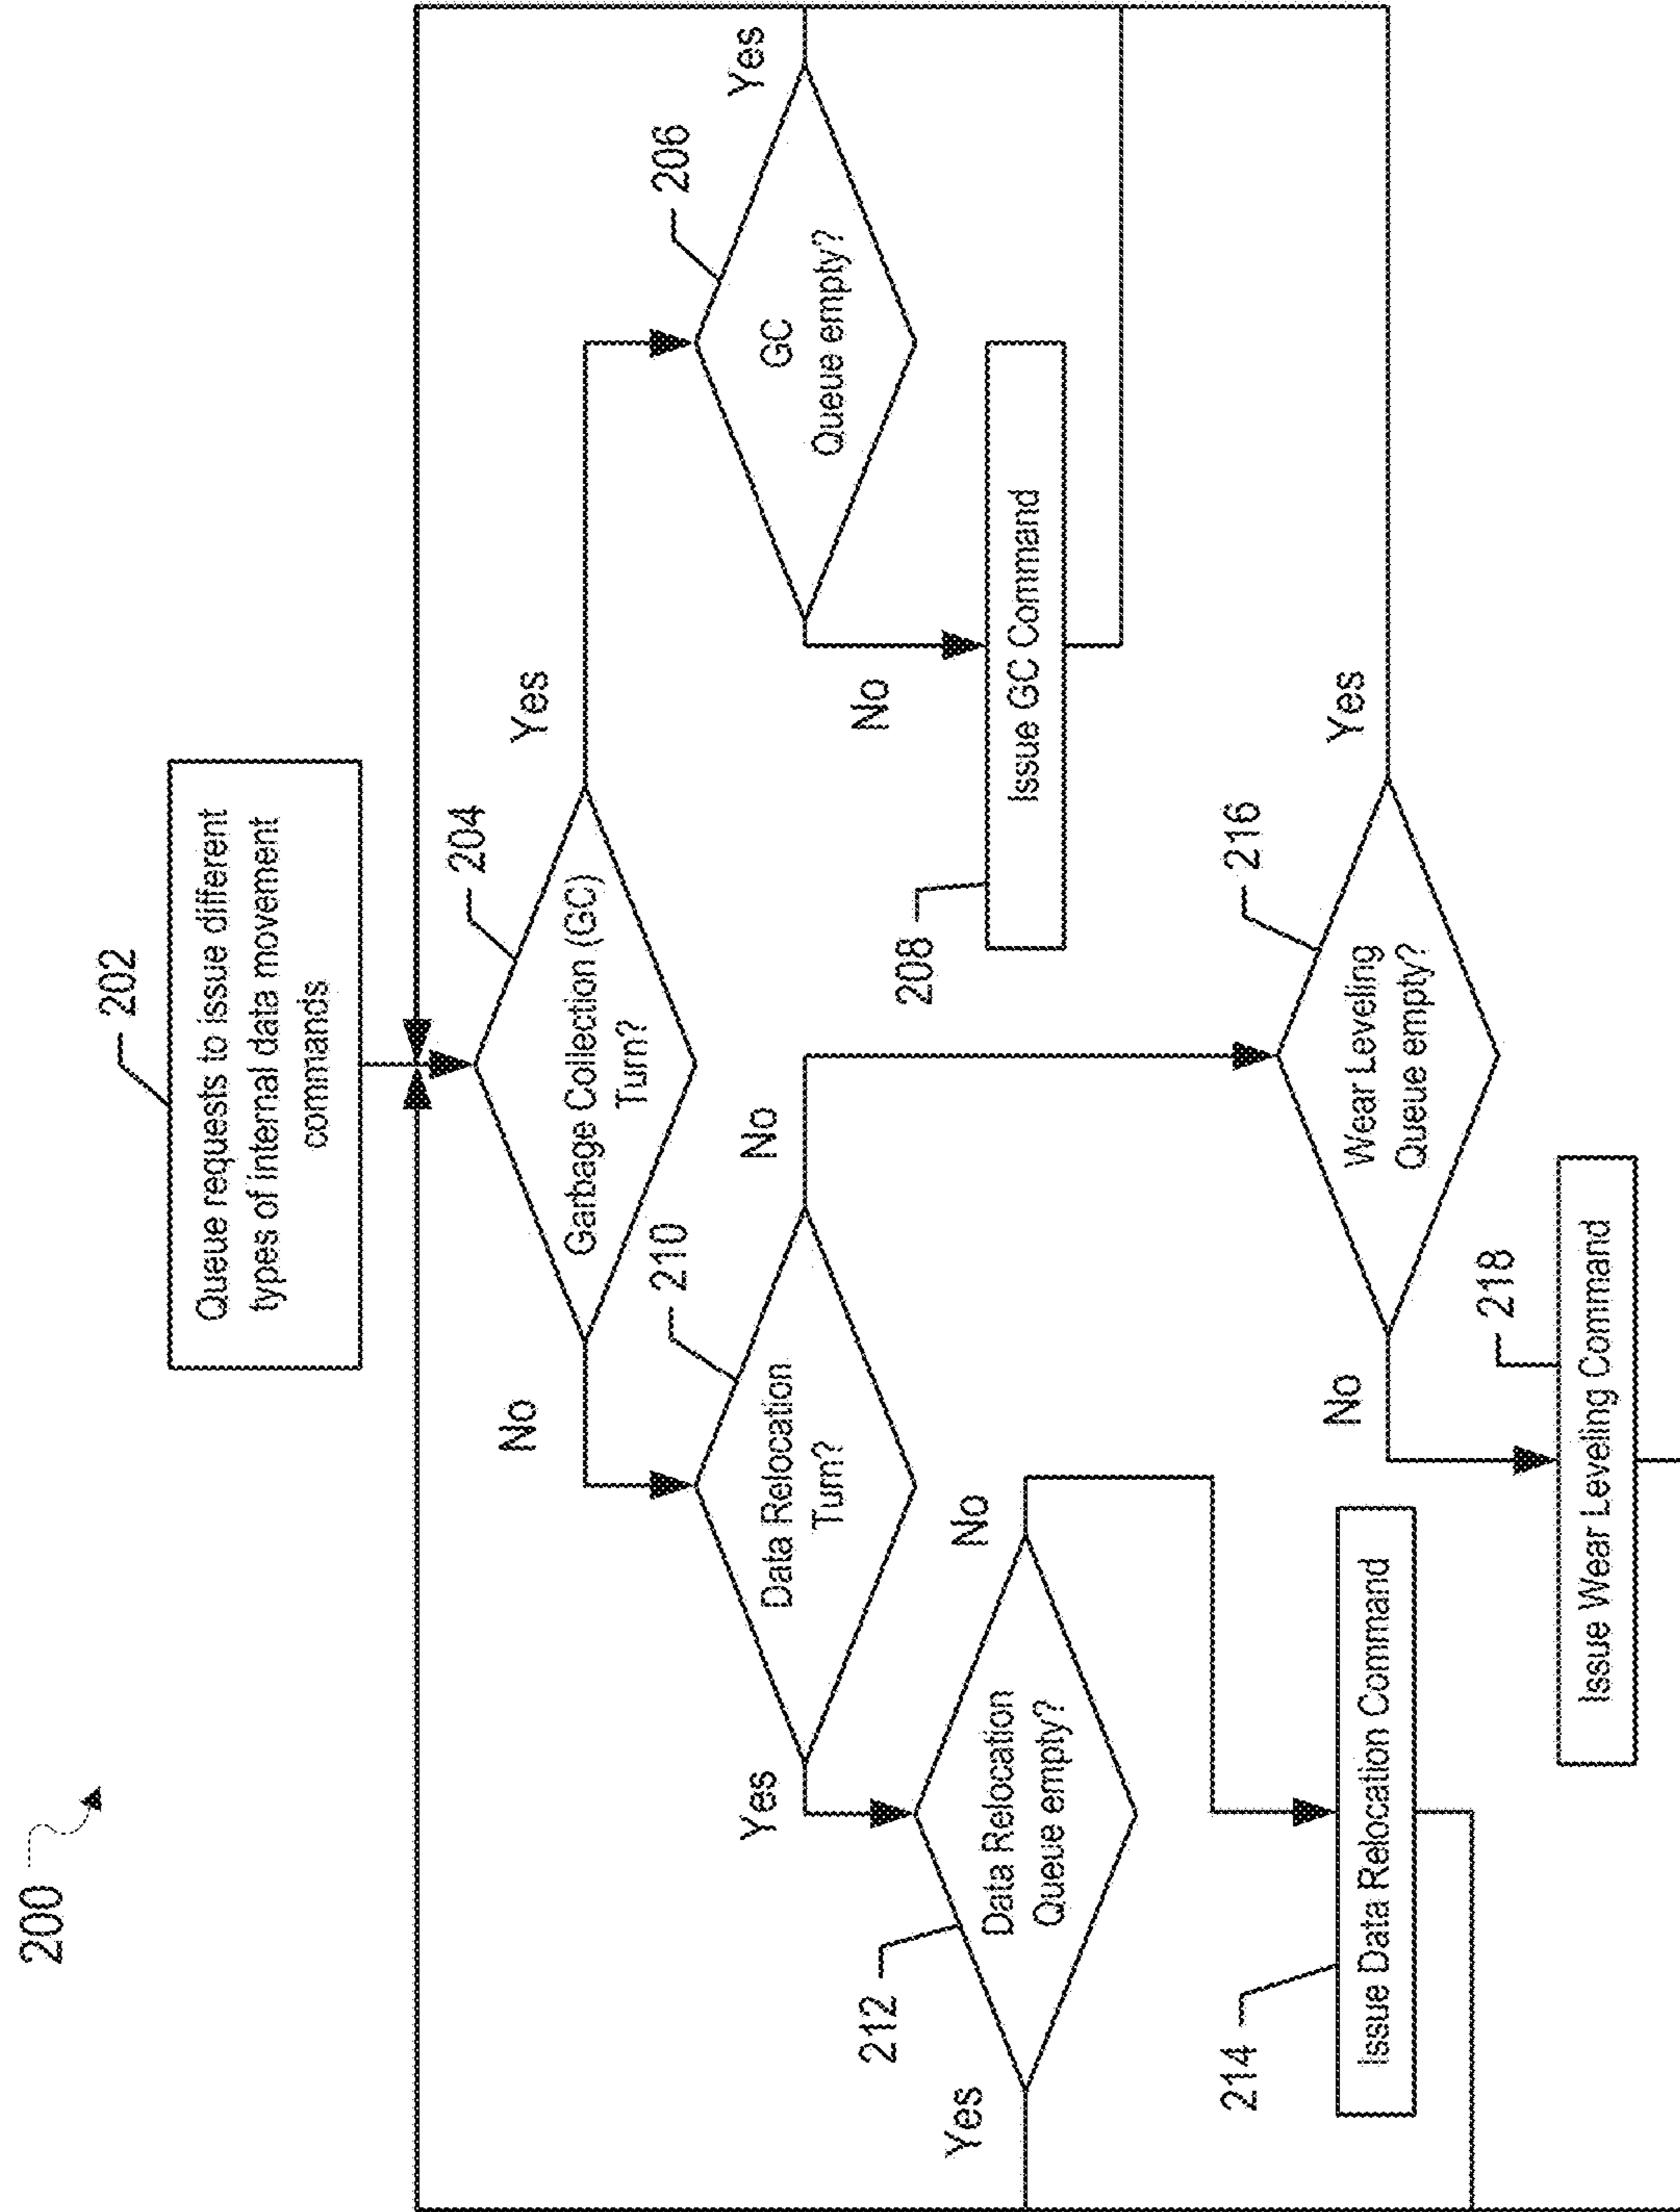 200
202
Queue requests to issue different
types of internal data movement
commands
204
Garbage Collection (GC)
Turn?
No
Yes
210
Data Relocation
Turn?
Yes
No
206
GC
Queue empty?
Yes
No
212
Data Relocation
Queue empty?
Yes
No
208
Issue GC Command
214
Issue Data Relocation Command
216
Wear Leveling
Queue empty?
Yes
No
218
Issue Wear Leveling Command